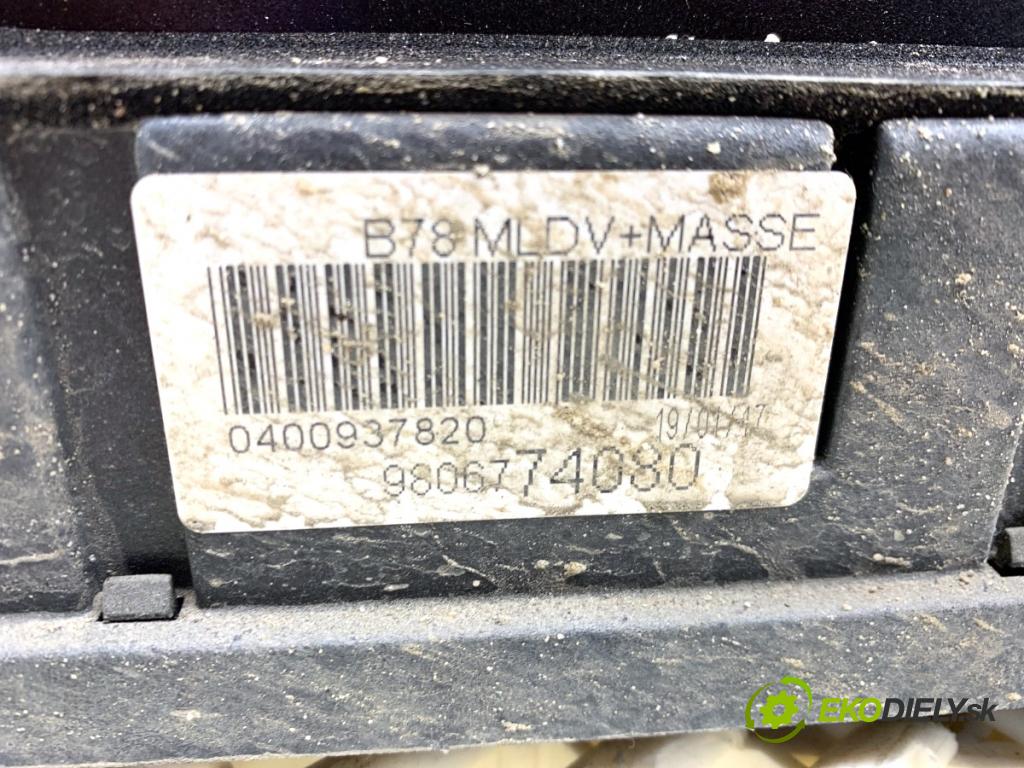 B78 MLDV+MASSE
0400937820
19/01/17
9806774080
EKODIELY.sk